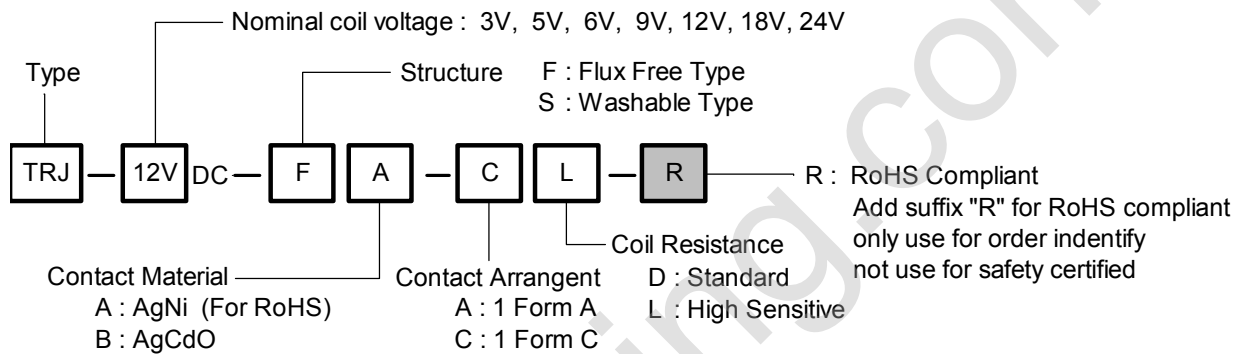 Nominal coil voltage : 3V, 5V, 6V, 9V, 12V, 18V, 24V
Type
Structure
F : Flux Free Type
S : Washable Type
TRJ — 12V DC — F A — C L — R
R : RoHS Compliant
Add suffix "R" for RoHS compliant
only use for order indentify
not use for safety certified
Contact Material
A : AgNi (For RoHS)
B : AgCdO
Contact Arrangent
A : 1 Form A
C : 1 Form C
Coil Resistance
D : Standard
L : High Sensitive
ing.com